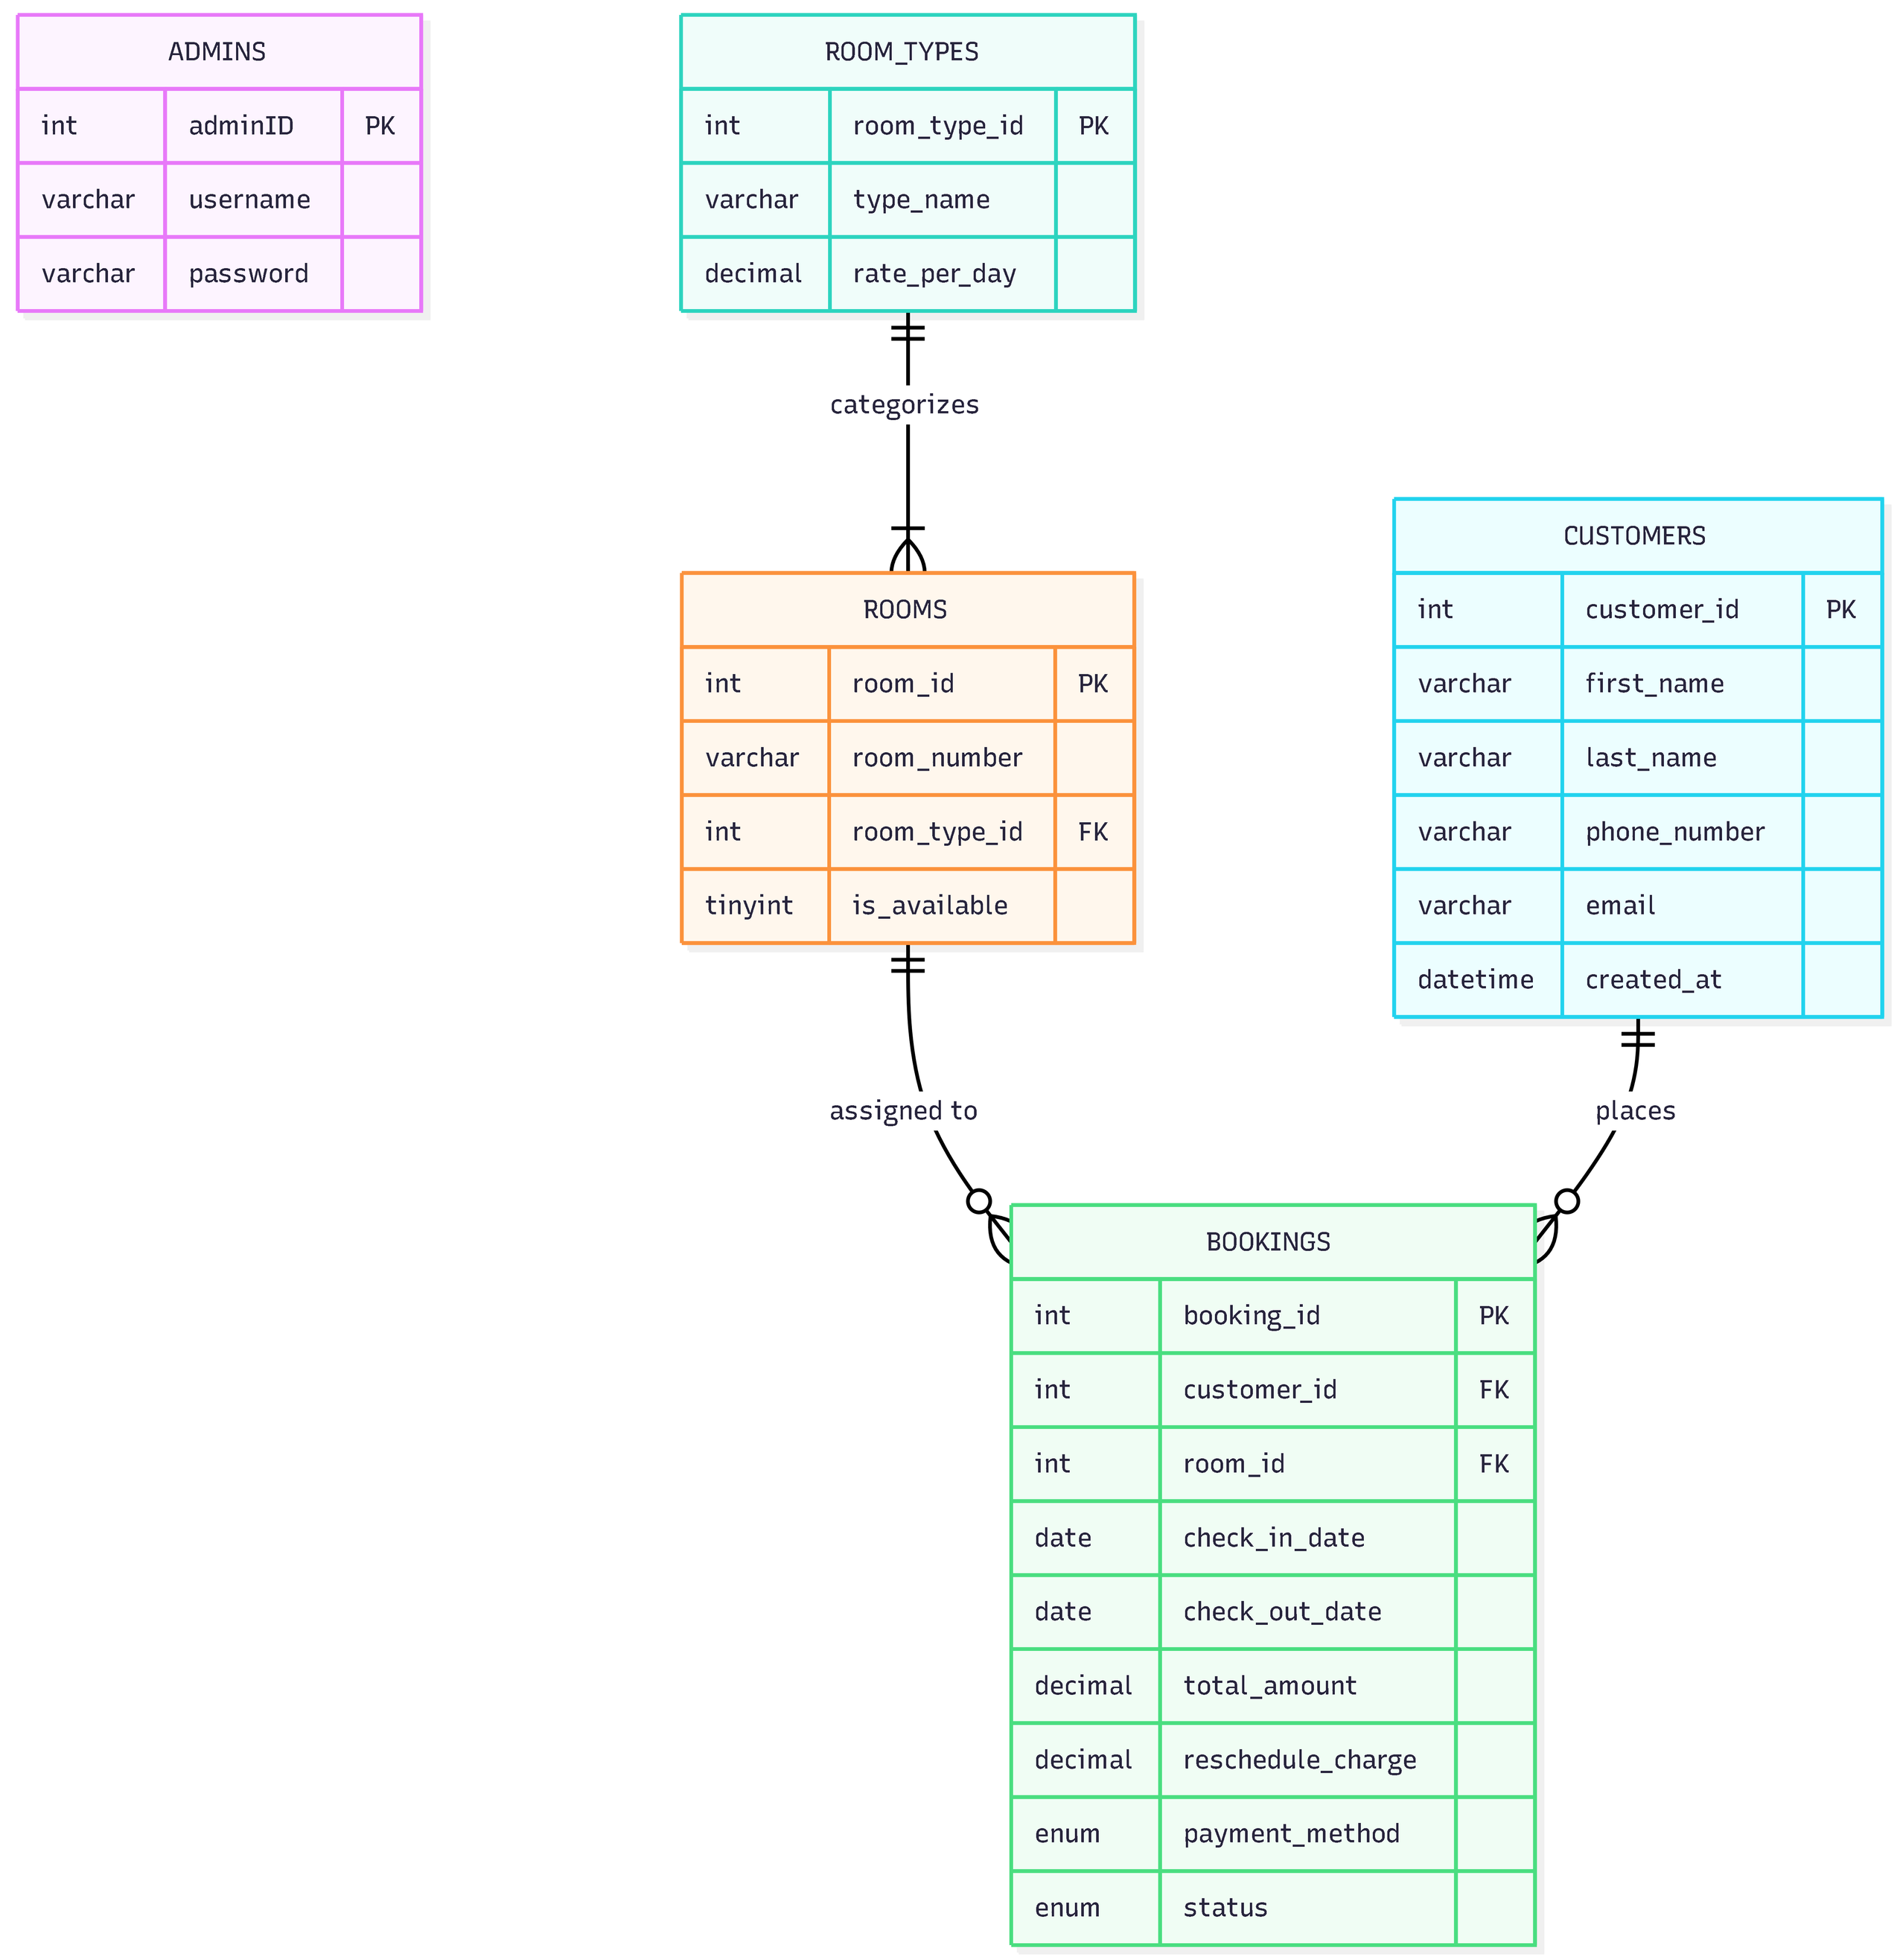 ADMINS
int adminID PK
varchar username
varchar password
ROOM_TYPES
int room_type_id PK
varchar type_name
decimal rate_per_day
categorizes
ROOMS
int room_id PK
varchar room_number
int room_type_id FK
tinyint is_available
CUSTOMERS
int customer_id PK
varchar first_name
varchar last_name
varchar phone_number
varchar email
datetime created_at
assigned to
places
BOOKINGS
int booking_id PK
int customer_id FK
int room_id FK
date check_in_date
date check_out_date
decimal total_amount
decimal reschedule_charge
enum payment_method
enum status